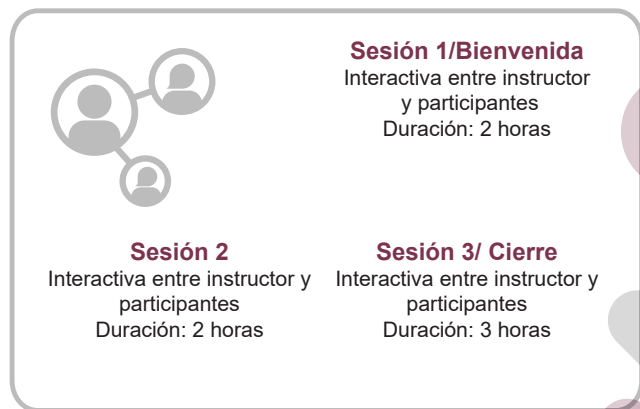 Sesión 1/Bienvenida
Interactiva entre instructor
y participantes
Duración: 2 horas
Sesión 2
Interactiva entre instructor y
participantes
Duración: 2 horas
Sesión 3/ Cierre
Interactiva entre instructor y
participantes
Duración: 3 horas